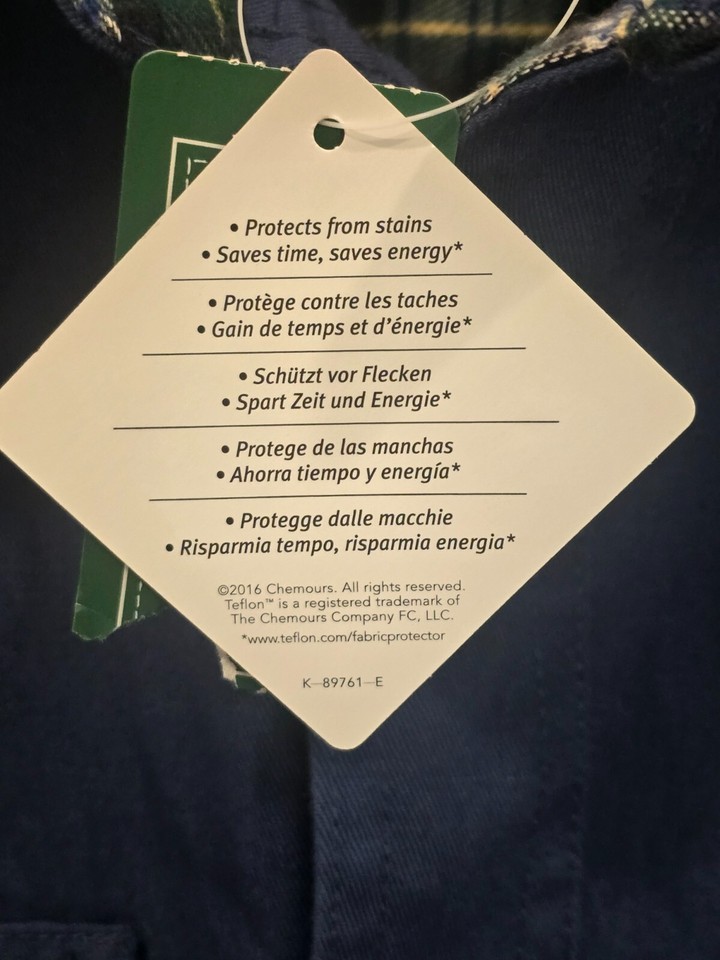 • Protects from stains
• Saves time, saves energy*
• Protège contre les taches
• Gain de temps et d'énergie*
• Schützt vor Flecken
• Spart Zeit und Energie*
• Protege de las manchas
• Ahorra tiempo y energía*
• Protegge dalle macchie
• Risparmia tempo, risparmia energia*
©2016 Chemours. All rights reserved.
Teflon™ is a registered trademark of
The Chemours Company FC, LLC.
*www.teflon.com/fabricprotector
K–89761–E